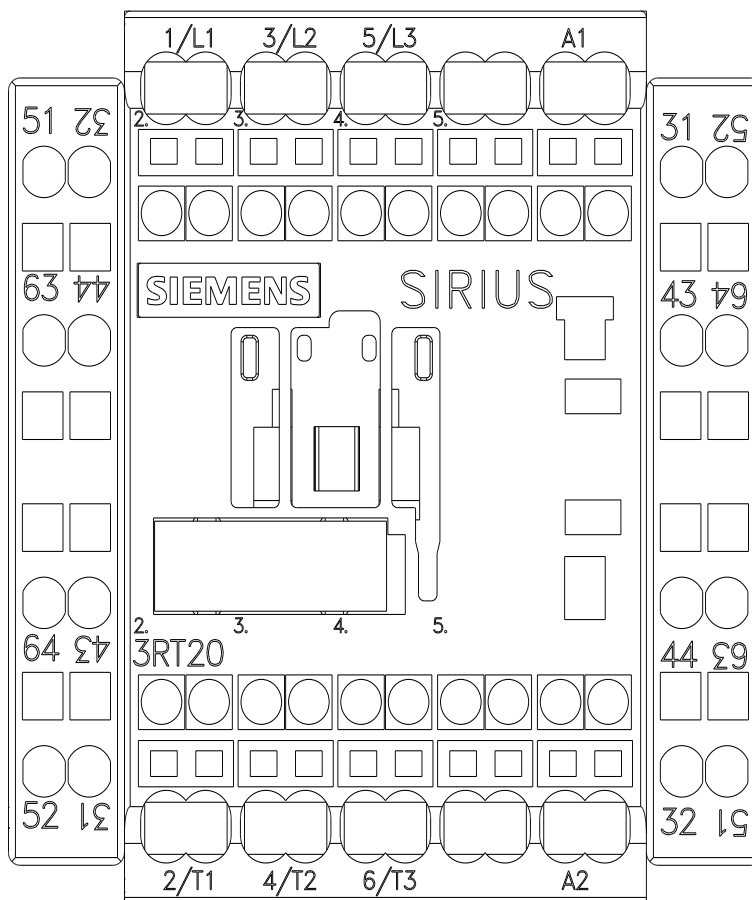 1/L1 3/L2 5/L3 A1
51 32 2. 3. 4. 5. 31 52
63 44 SIEMENS SIRIUS 43 64
2. 3. 4. 5.
64 43 3RT20 44 63
52 31 32 51
2/T1 4/T2 6/T3 A2